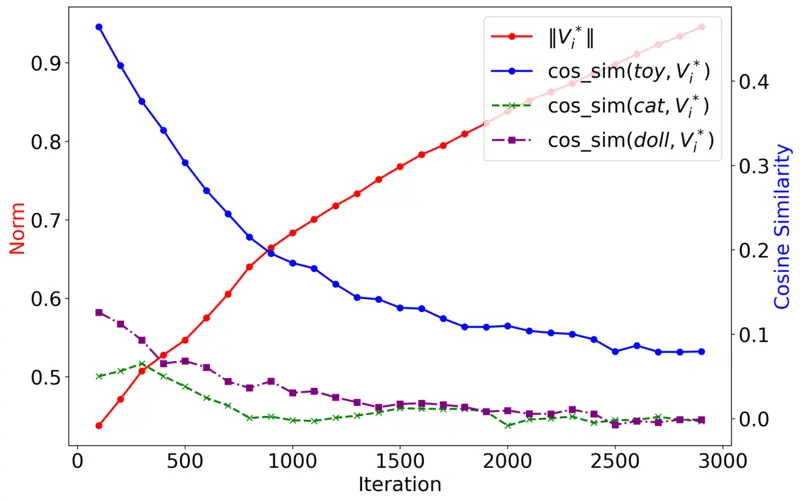 ‖V_i^*‖
cos_sim(toy, V_i^*)
cos_sim(cat, V_i^*)
cos_sim(doll, V_i^*)
Norm
0.9
0.8
0.7
0.6
0.5
Cosine Similarity
0.4
0.3
0.2
0.1
0.0
0 500 1000 1500 2000 2500 3000
Iteration